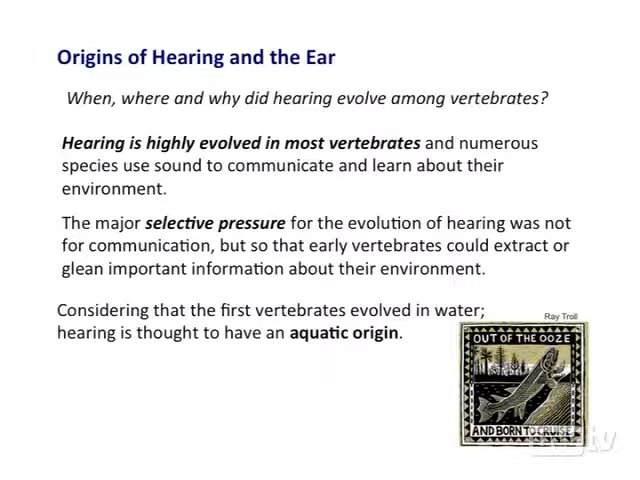 Origins of Hearing and the Ear
When, where and why did hearing evolve among vertebrates?
Hearing is highly evolved in most vertebrates and numerous
species use sound to communicate and learn about their
environment.
The major selective pressure for the evolution of hearing was not
for communication, but so that early vertebrates could extract or
glean important information about their environment.
Considering that the first vertebrates evolved in water;
hearing is thought to have an aquatic origin.
Ray Troll
OUT OF THE OOZE
AND BORN TO CRUISE
tv